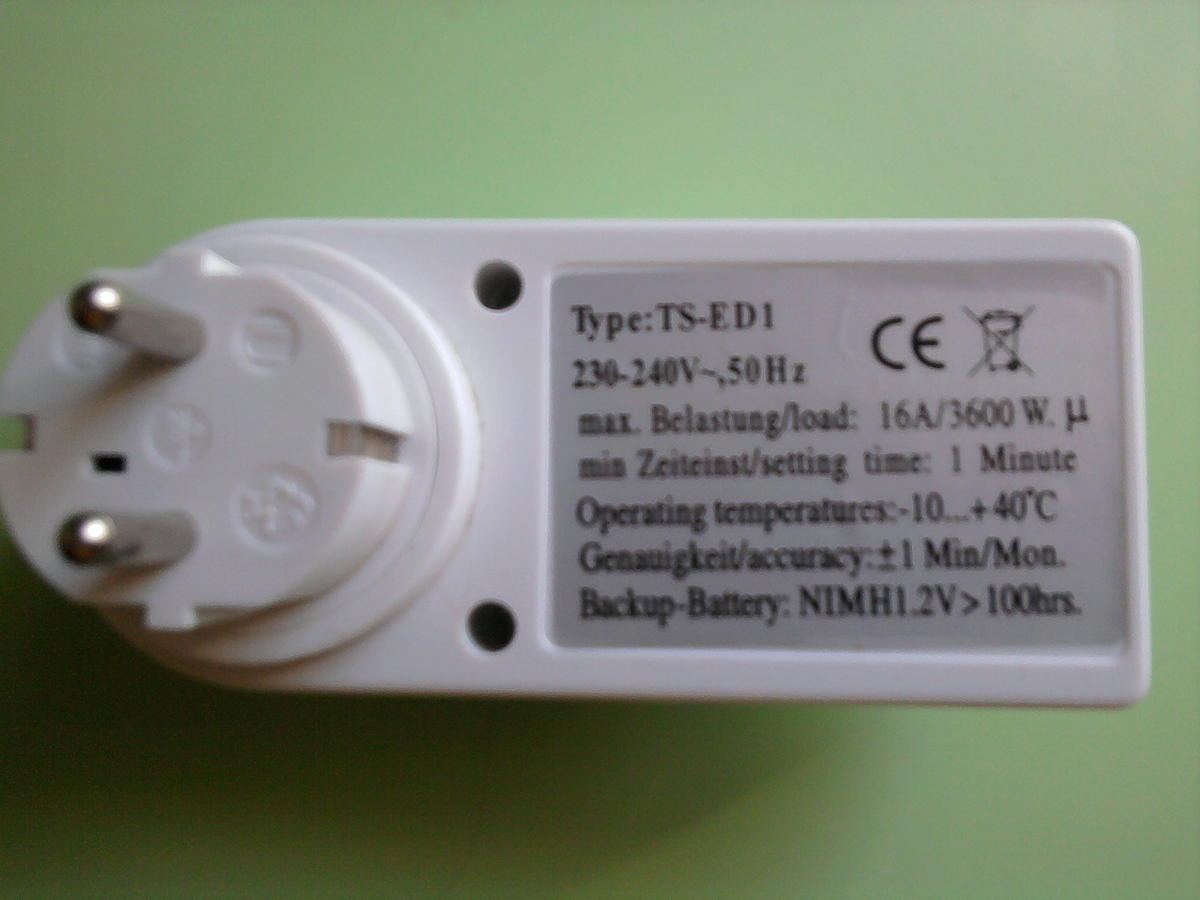 Type:TS-ED1
CE
230-240V~,50Hz
max. Belastung/load: 16A/3600 W. µ
min Zeiteinst/setting time: 1 Minute
Operating temperatures:-10...+40°C
Genauigkeit/accuracy:±1 Min/Mon.
Backup-Battery: NIMH1.2V>100hrs.